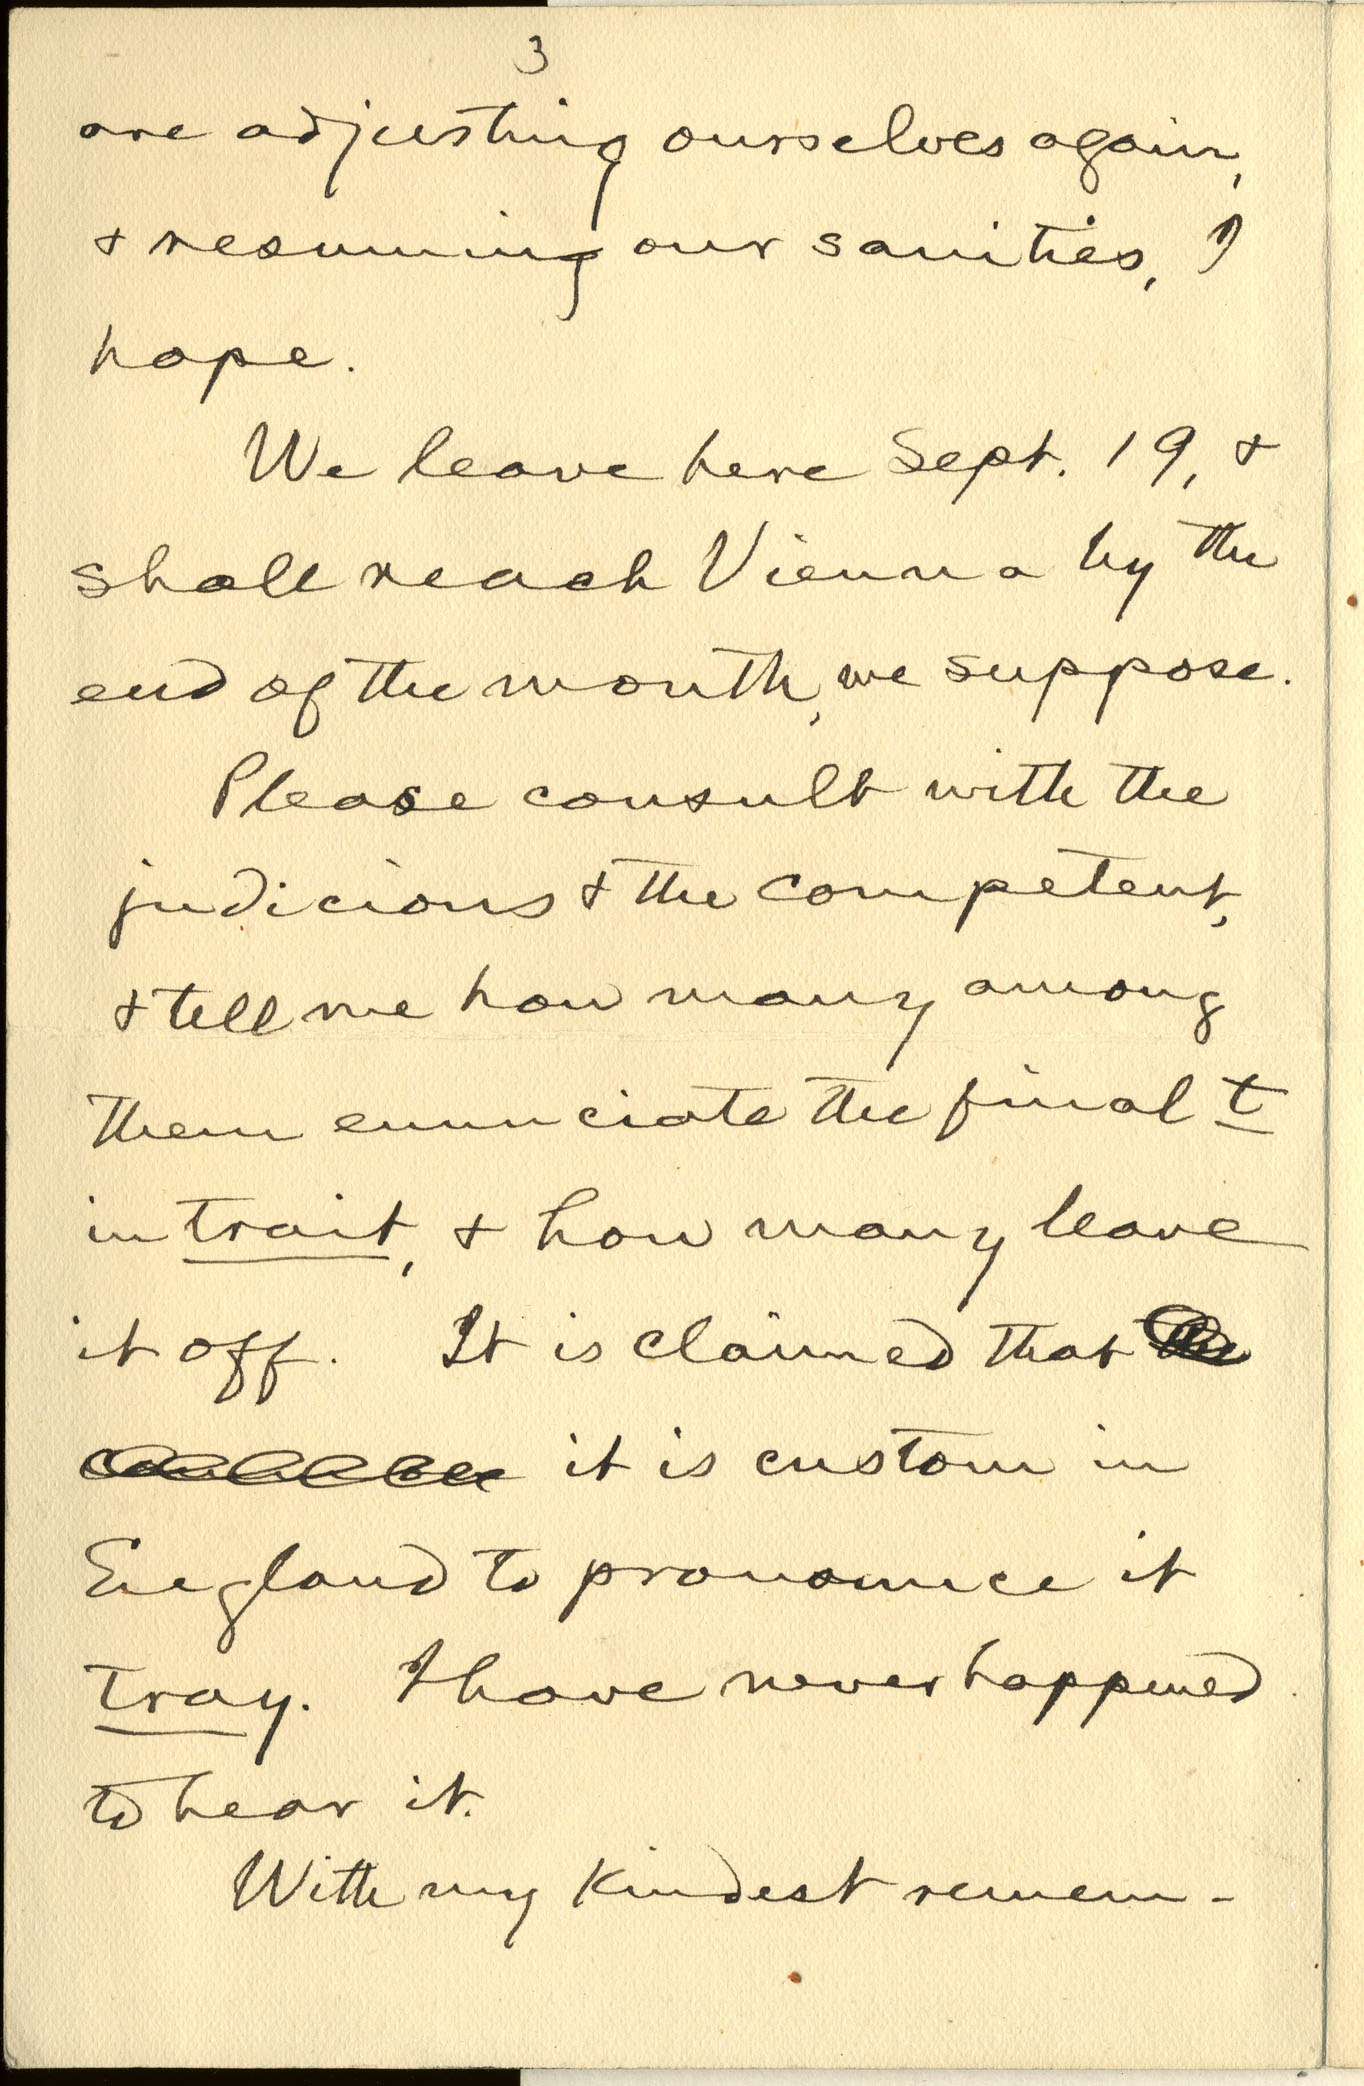 3
are adjusting ourselves again,
& resuming our sanities, I
hope.
We leave here Sept. 19, &
shall reach Vienna by the
end of the month, we suppose.
Please consult with the
judicious & the competent,
& tell me how many among
them enunciate the final t
in trait, & how many leave
it off. It is claimed that
it is custom in
England to pronounce it
tray. I have never happened
to hear it.
With my kindest remem-